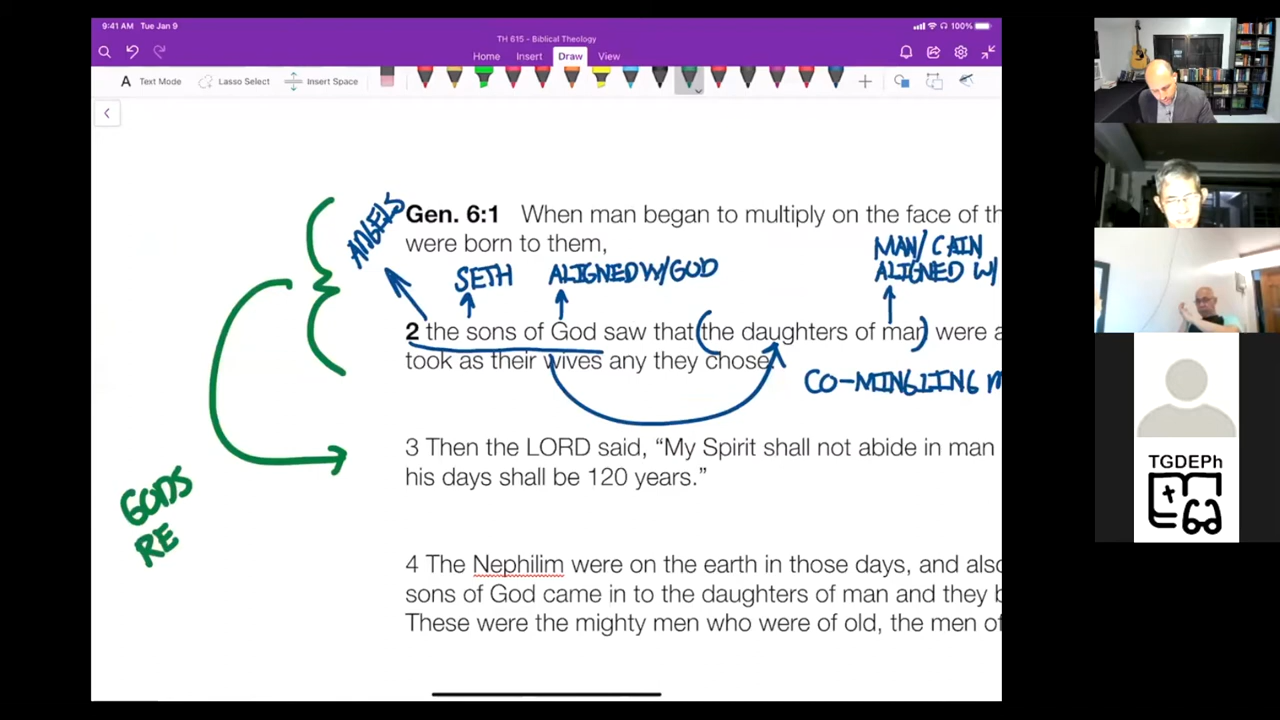 9:41 AM Tue Jan 9
100%
TH 615 - Biblical Theology
Home Insert Draw View
A Text Mode Lasso Select Insert Space
ANGELS
Gen. 6:1 When man began to multiply on the face of th
were born to them,
MAN/CAIN
SETH ALIGNED W/GOD ALIGNED W/
2 the sons of God saw that (the daughters of man) were a
took as their wives any they chose.
CO-MINGLING M
3 Then the LORD said, “My Spirit shall not abide in man
his days shall be 120 years.”
GODS
RE
4 The Nephilim were on the earth in those days, and also
sons of God came in to the daughters of man and they b
These were the mighty men who were of old, the men of
TGDEPh